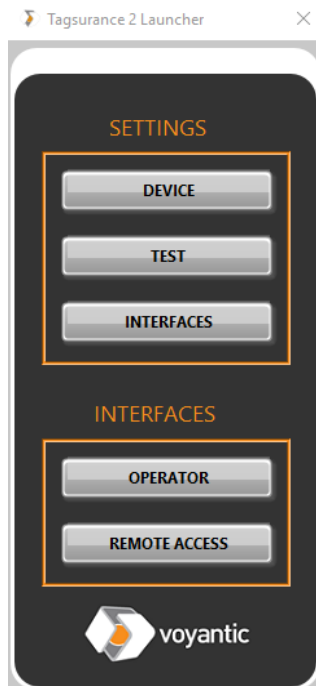 Tagsurance 2 Launcher
SETTINGS
DEVICE
TEST
INTERFACES
INTERFACES
OPERATOR
REMOTE ACCESS
voyantic